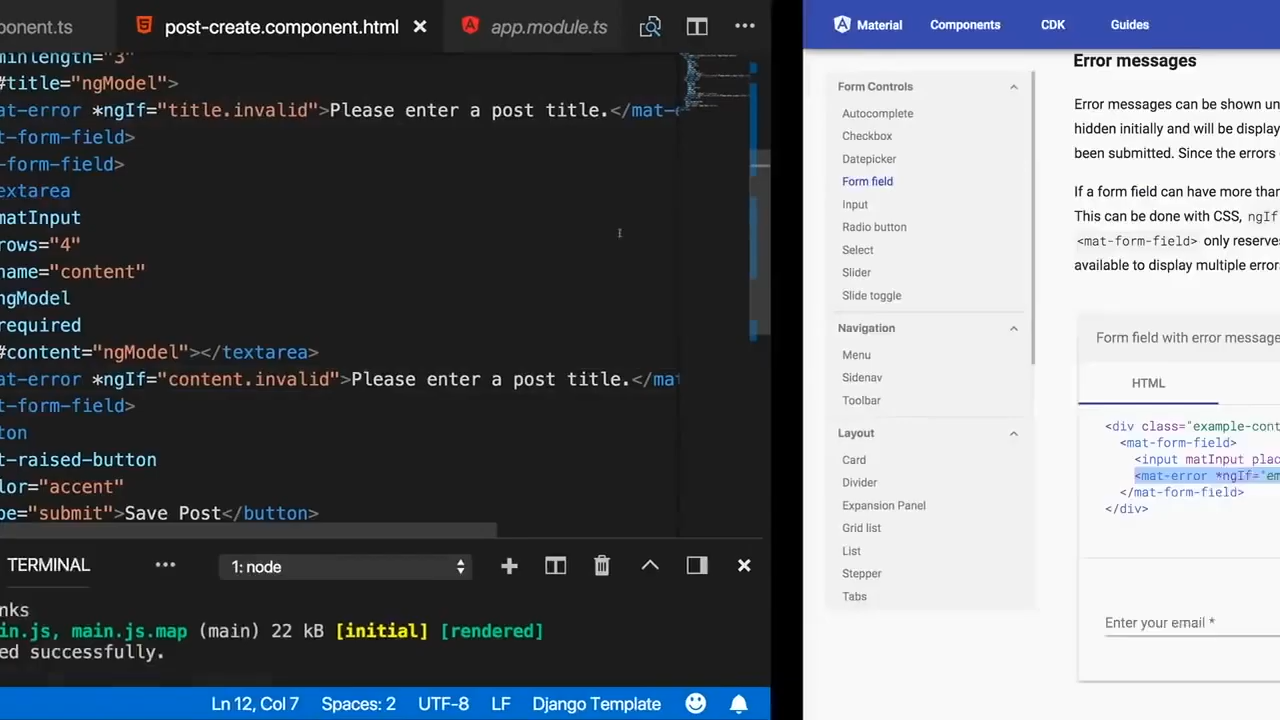 ponent.ts
post-create.component.html
app.module.ts
minlength="3"
#title="ngModel">
at-error *ngIf="title.invalid">Please enter a post title.</mat-e
t-form-field>
-form-field>
extarea
matInput
rows="4"
name="content"
ngModel
required
#content="ngModel"></textarea>
at-error *ngIf="content.invalid">Please enter a post title.</mat
t-form-field>
ton
t-raised-button
lor="accent"
pe="submit">Save Post</button>
TERMINAL
1: node
nks
in.js, main.js.map (main) 22 kB [initial] [rendered]
ed successfully.
Ln 12, Col 7
Spaces: 2
UTF-8
LF
Django Template
Material
Components
CDK
Guides
Form Controls
Autocomplete
Checkbox
Datepicker
Form field
Input
Radio button
Select
Slider
Slide toggle
Navigation
Menu
Sidenav
Toolbar
Layout
Card
Divider
Expansion Panel
Grid list
List
Stepper
Tabs
Error messages
Error messages can be shown un
hidden initially and will be display
been submitted. Since the errors
If a form field can have more than
This can be done with CSS, ngIf
<mat-form-field> only reserves
available to display multiple error
Form field with error message
HTML
<div class="example-cont
<mat-form-field>
<input matInput plac
<mat-error *ngIf="em
</mat-form-field>
</div>
Enter your email *